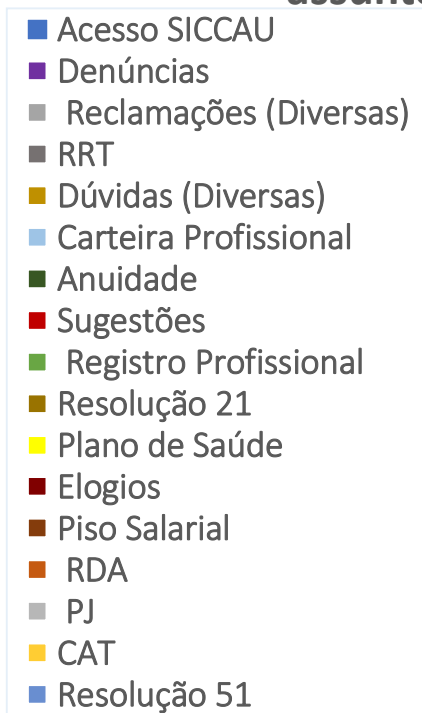 Acesso SICCAU
Denúncias
Reclamações (Diversas)
RRT
Dúvidas (Diversas)
Carteira Profissional
Anuidade
Sugestões
Registro Profissional
Resolução 21
Plano de Saúde
Elogios
Piso Salarial
RDA
PJ
CAT
Resolução 51